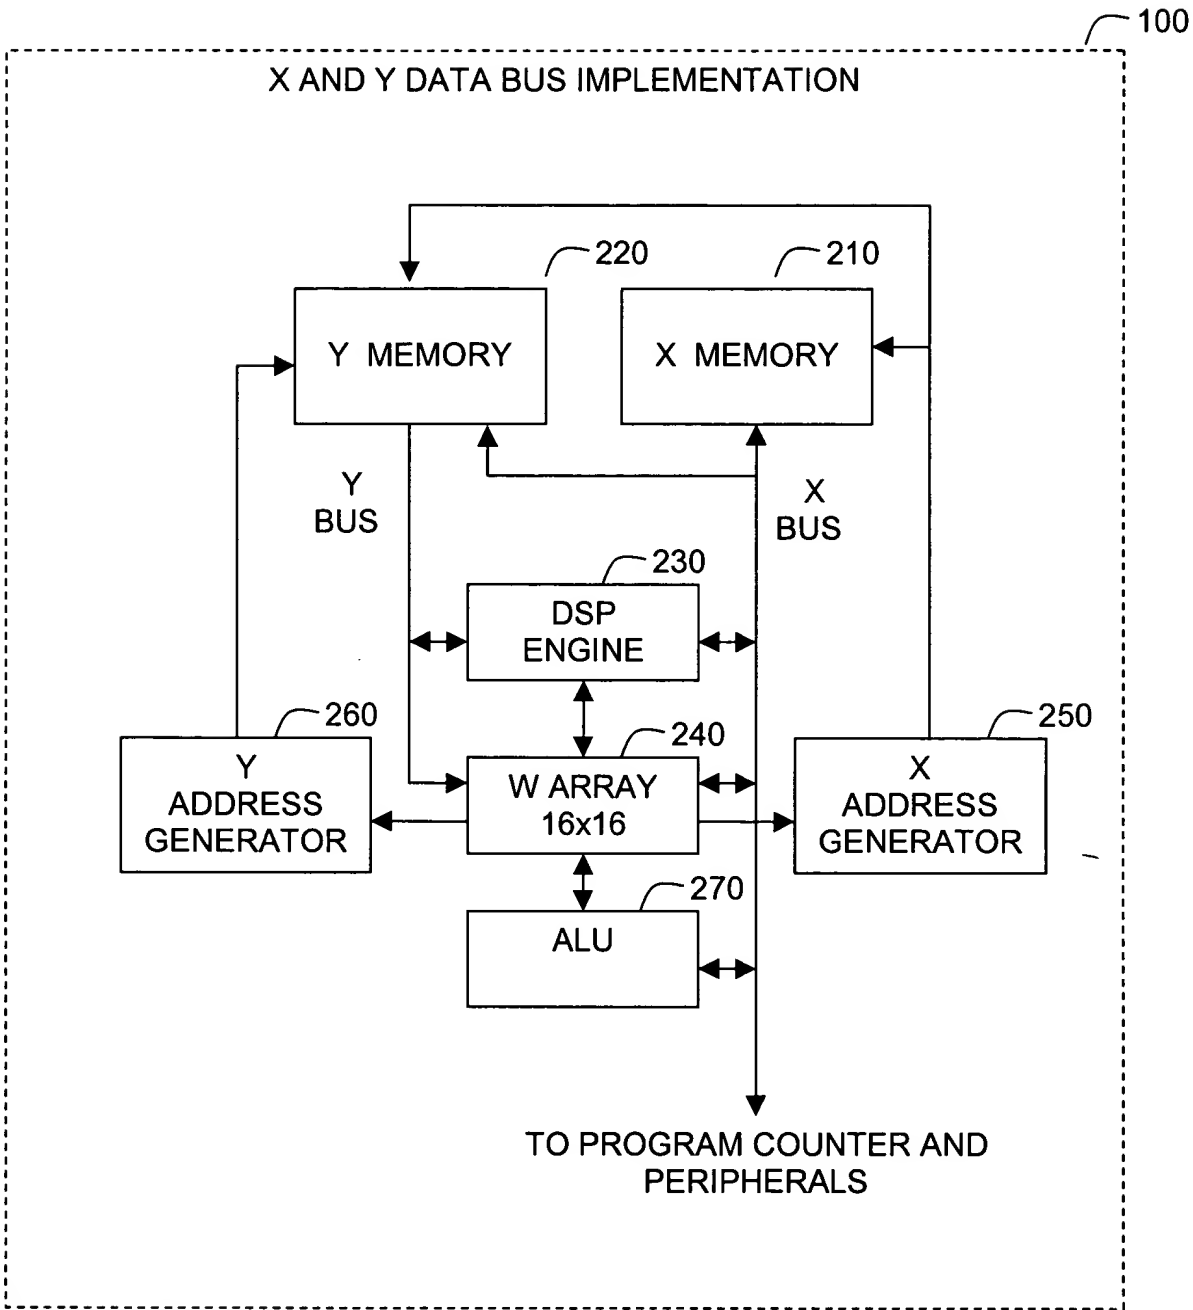 100
X AND Y DATA BUS IMPLEMENTATION
220
210
Y MEMORY
X MEMORY
Y
BUS
X
BUS
230
DSP
ENGINE
260
240
250
Y
ADDRESS
GENERATOR
W ARRAY
16x16
X
ADDRESS
GENERATOR
270
ALU
TO PROGRAM COUNTER AND
PERIPHERALS